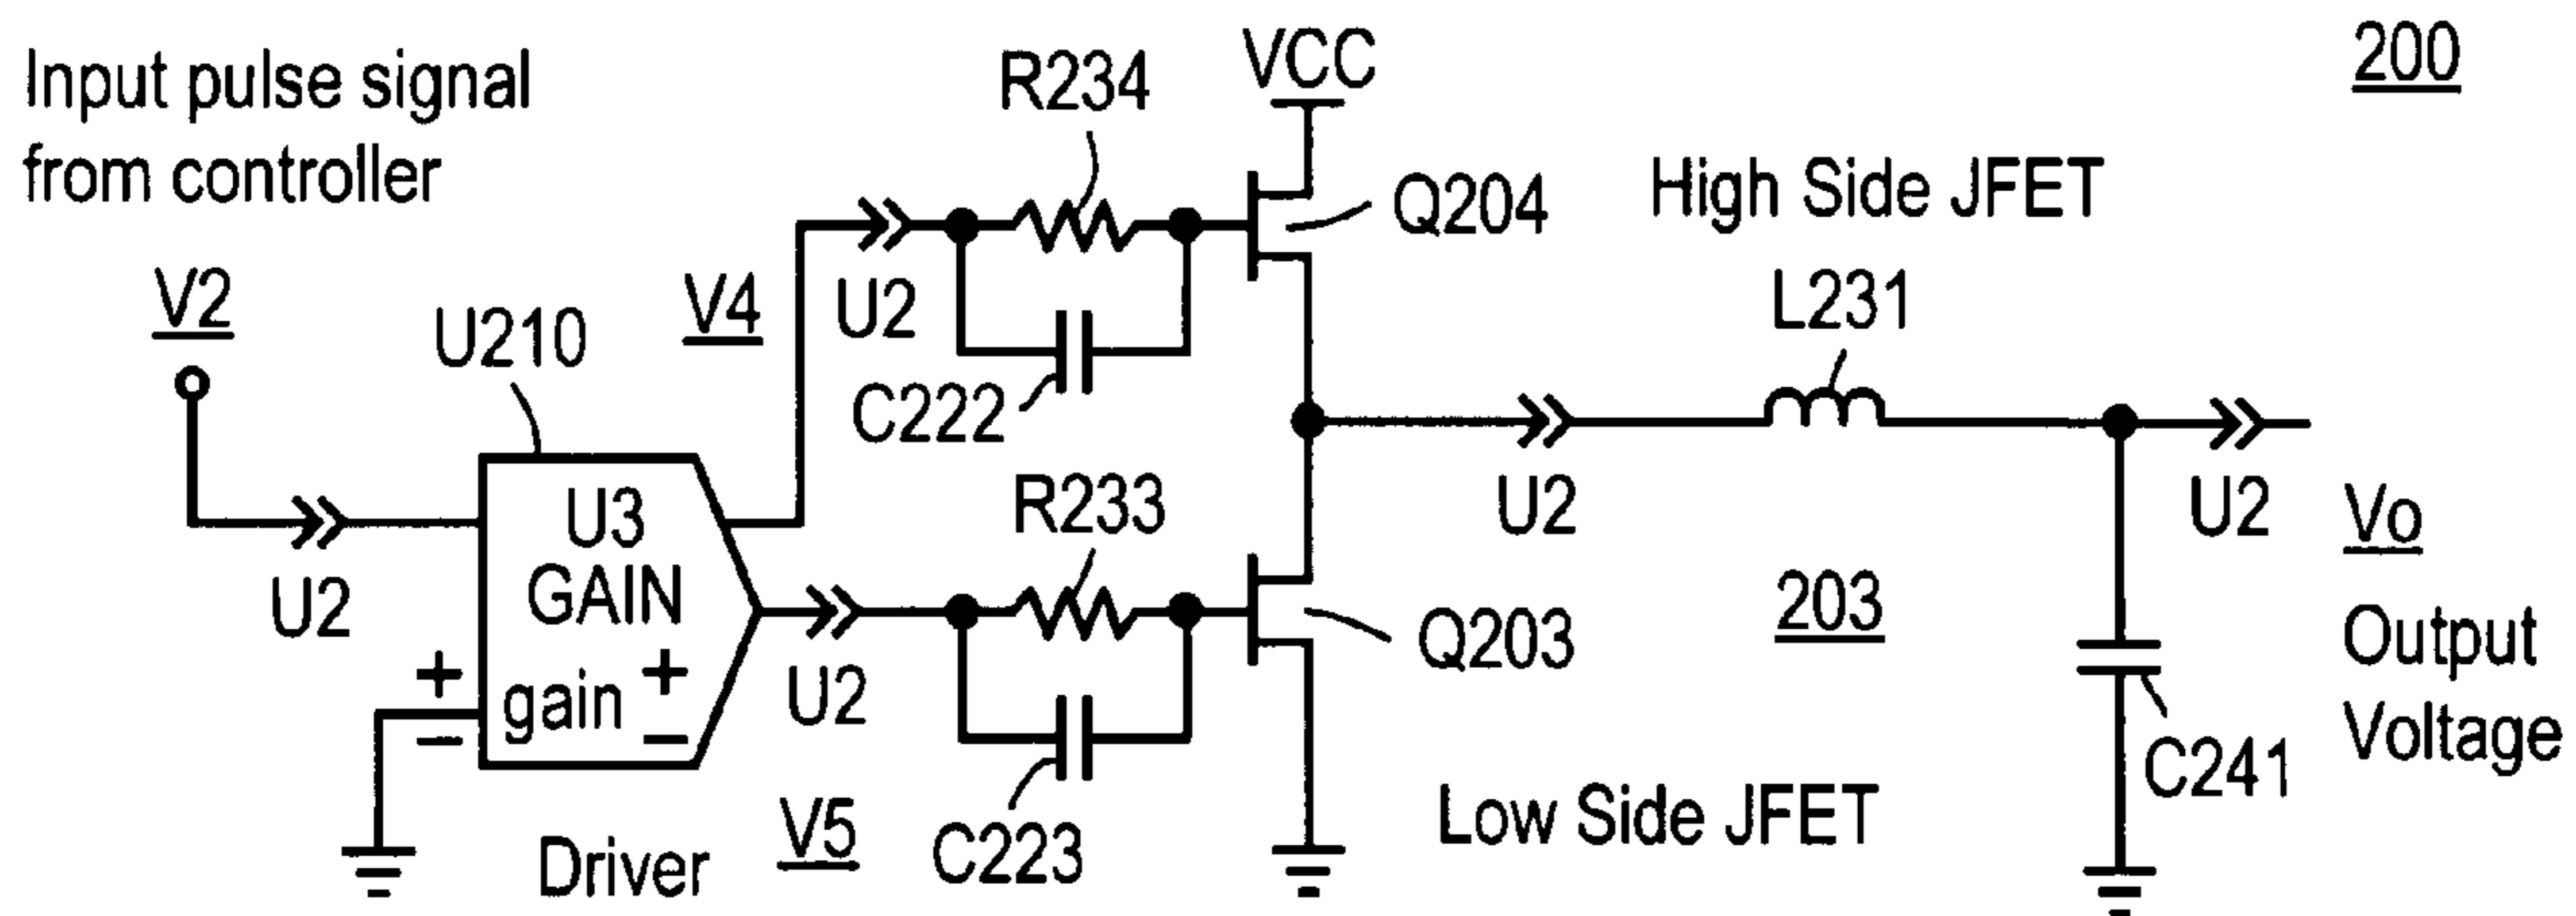 200
Input pulse signal
from controller
R234
VCC
High Side JFET
Q204
V2
U210
V4
U2
C222
L231
U2
U3
GAIN
gain
+
−
+
−
R233
U2
U2
Vo
Output
Voltage
203
Q203
U2
C241
Driver
V5
C223
Low Side JFET